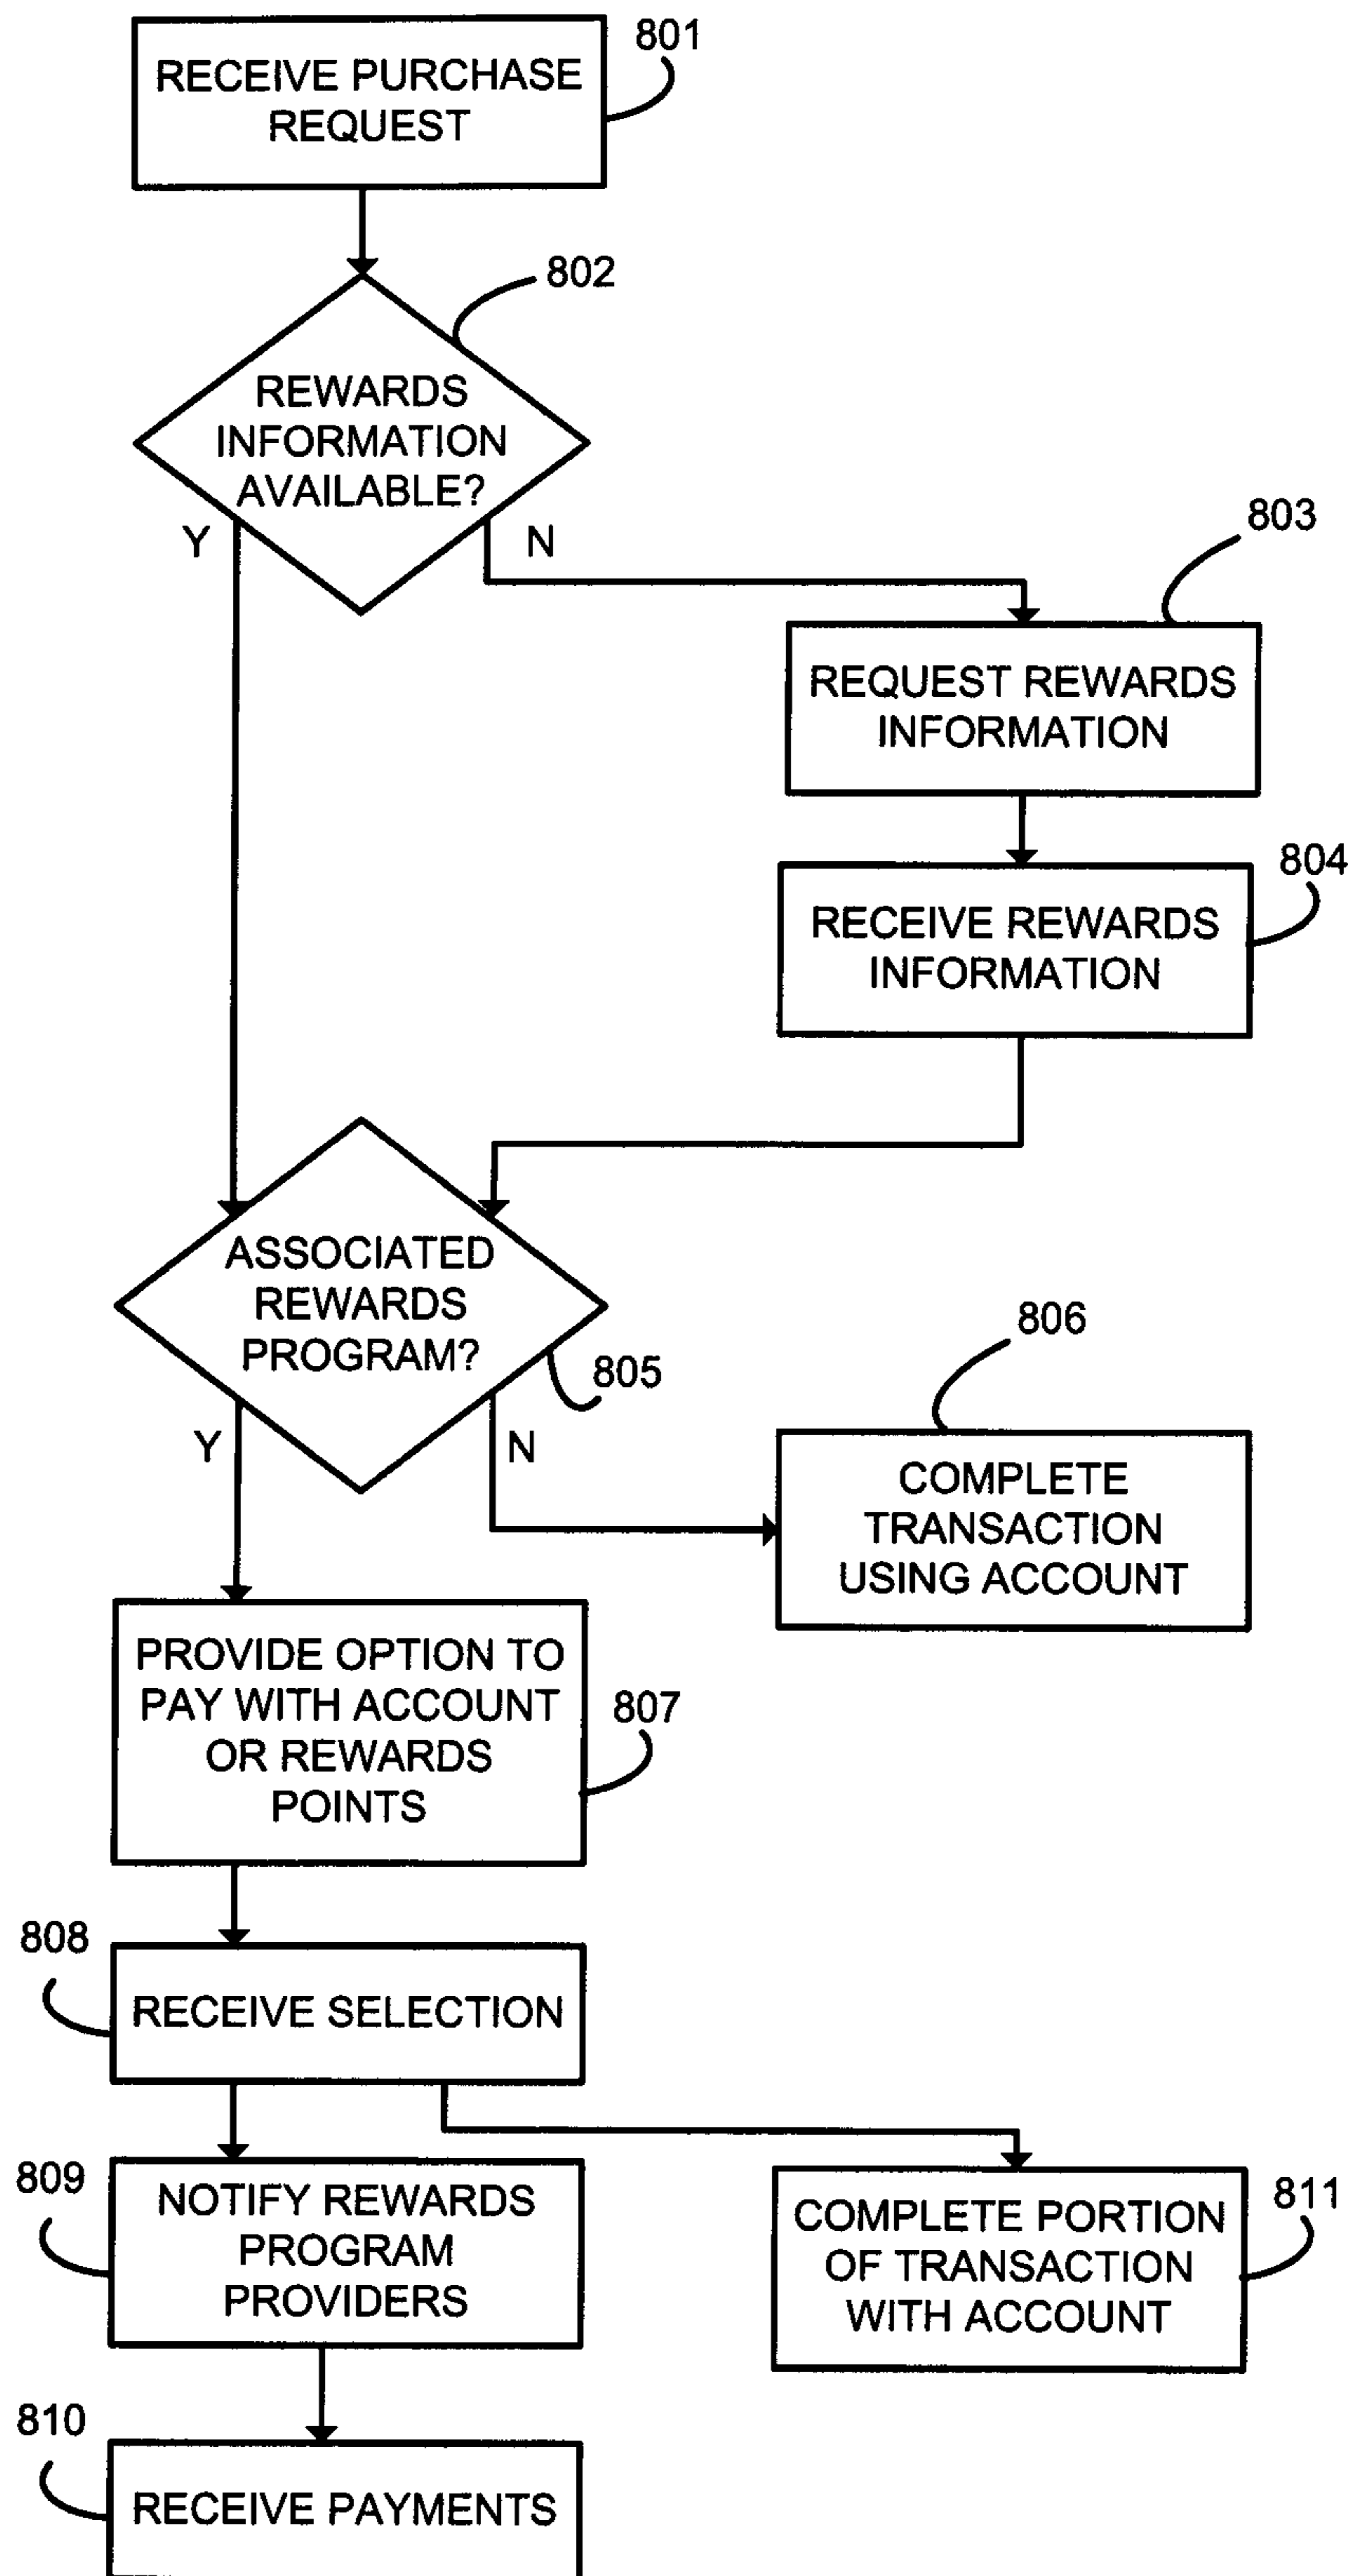 801
RECEIVE PURCHASE
REQUEST
802
REWARDS
INFORMATION
AVAILABLE?
Y
N
803
REQUEST REWARDS
INFORMATION
804
RECEIVE REWARDS
INFORMATION
ASSOCIATED
REWARDS
PROGRAM?
805
Y
N
806
COMPLETE
TRANSACTION
USING ACCOUNT
PROVIDE OPTION TO
PAY WITH ACCOUNT
OR REWARDS
POINTS
807
808
RECEIVE SELECTION
809
NOTIFY REWARDS
PROGRAM
PROVIDERS
811
COMPLETE PORTION
OF TRANSACTION
WITH ACCOUNT
810
RECEIVE PAYMENTS